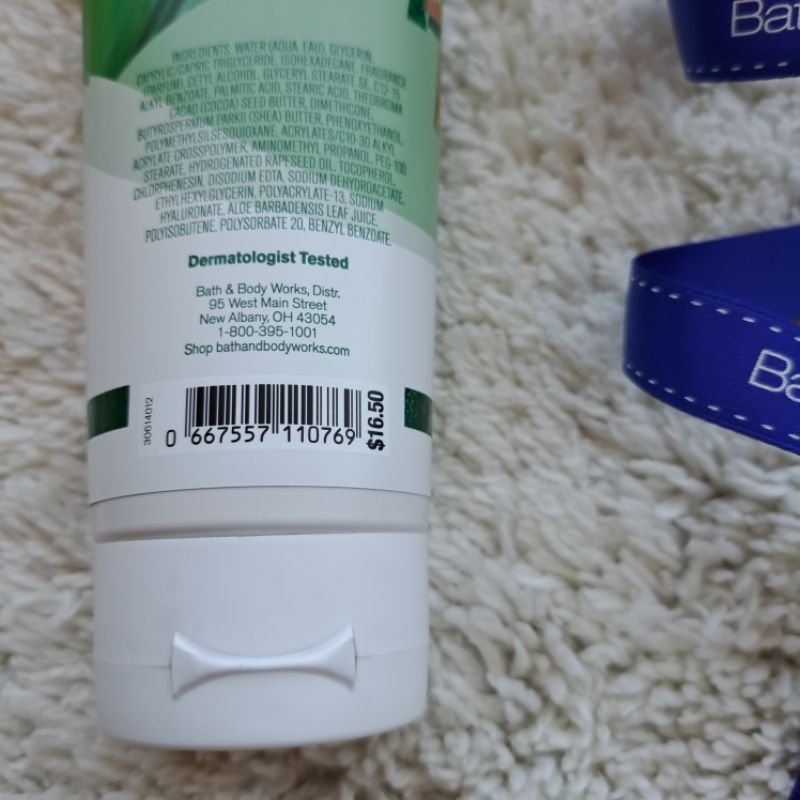 INGREDIENTS: WATER (AQUA, EAU), GLYCERIN,
CAPRYLIC/CAPRIC TRIGLYCERIDE, ISOHEXADECANE, FRAGRANCE
(PARFUM), CETYL ALCOHOL, GLYCERYL STEARATE SE, C12-15
ALKYL BENZOATE, PALMITIC ACID, STEARIC ACID, THEOBROMA
CACAO (COCOA) SEED BUTTER, DIMETHICONE,
BUTYROSPERMUM PARKII (SHEA) BUTTER, PHENOXYETHANOL,
POLYMETHYLSILSESQUIOXANE, ACRYLATES/C10-30 ALKYL
ACRYLATE CROSSPOLYMER, AMINOMETHYL PROPANOL, PEG-100
STEARATE, HYDROGENATED RAPESEED OIL, TOCOPHEROL,
CHLORPHENESIN, DISODIUM EDTA, SODIUM DEHYDROACETATE,
ETHYLHEXYLGLYCERIN, POLYACRYLATE-13, SODIUM
HYALURONATE, ALOE BARBADENSIS LEAF JUICE,
POLYISOBUTENE, POLYSORBATE 20, BENZYL BENZOATE.
Dermatologist Tested
Bath & Body Works, Distr.
95 West Main Street
New Albany, OH 43054
1-800-395-1001
Shop bathandbodyworks.com
30614012
0 667557 110769
$16.50
Bat
Ba